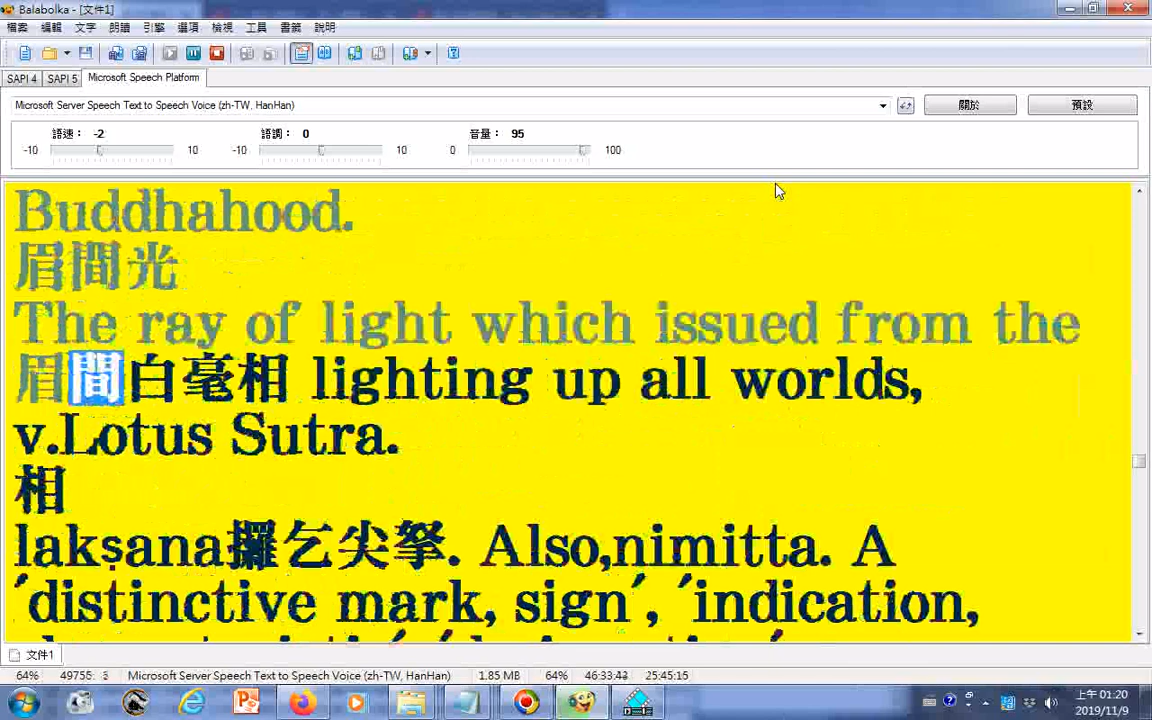 Balabolka - [文件1]
檔案 編輯 文字 朗讀 引擎 選項 檢視 工具 書籤 說明
SAPI 4 SAPI 5 Microsoft Speech Platform
Microsoft Server Speech Text to Speech Voice (zh-TW, HanHan) 關於 預設
語速： -2 語調： 0 音量： 95
-10 10 -10 10 0 100
Buddhahood.
眉間光
The ray of light which issued from the
眉間白毫相 lighting up all worlds,
v.Lotus Sutra.
相
lakṣana攞乞尖拏. Also,nimitta. A
´distinctive mark, sign´, ´indication,
文件1
64% 49755: 3 Microsoft Server Speech Text to Speech Voice (zh-TW, HanHan) 1.85 MB 64% 46:33:43 25:45:15
上午 01:20
2019/11/9